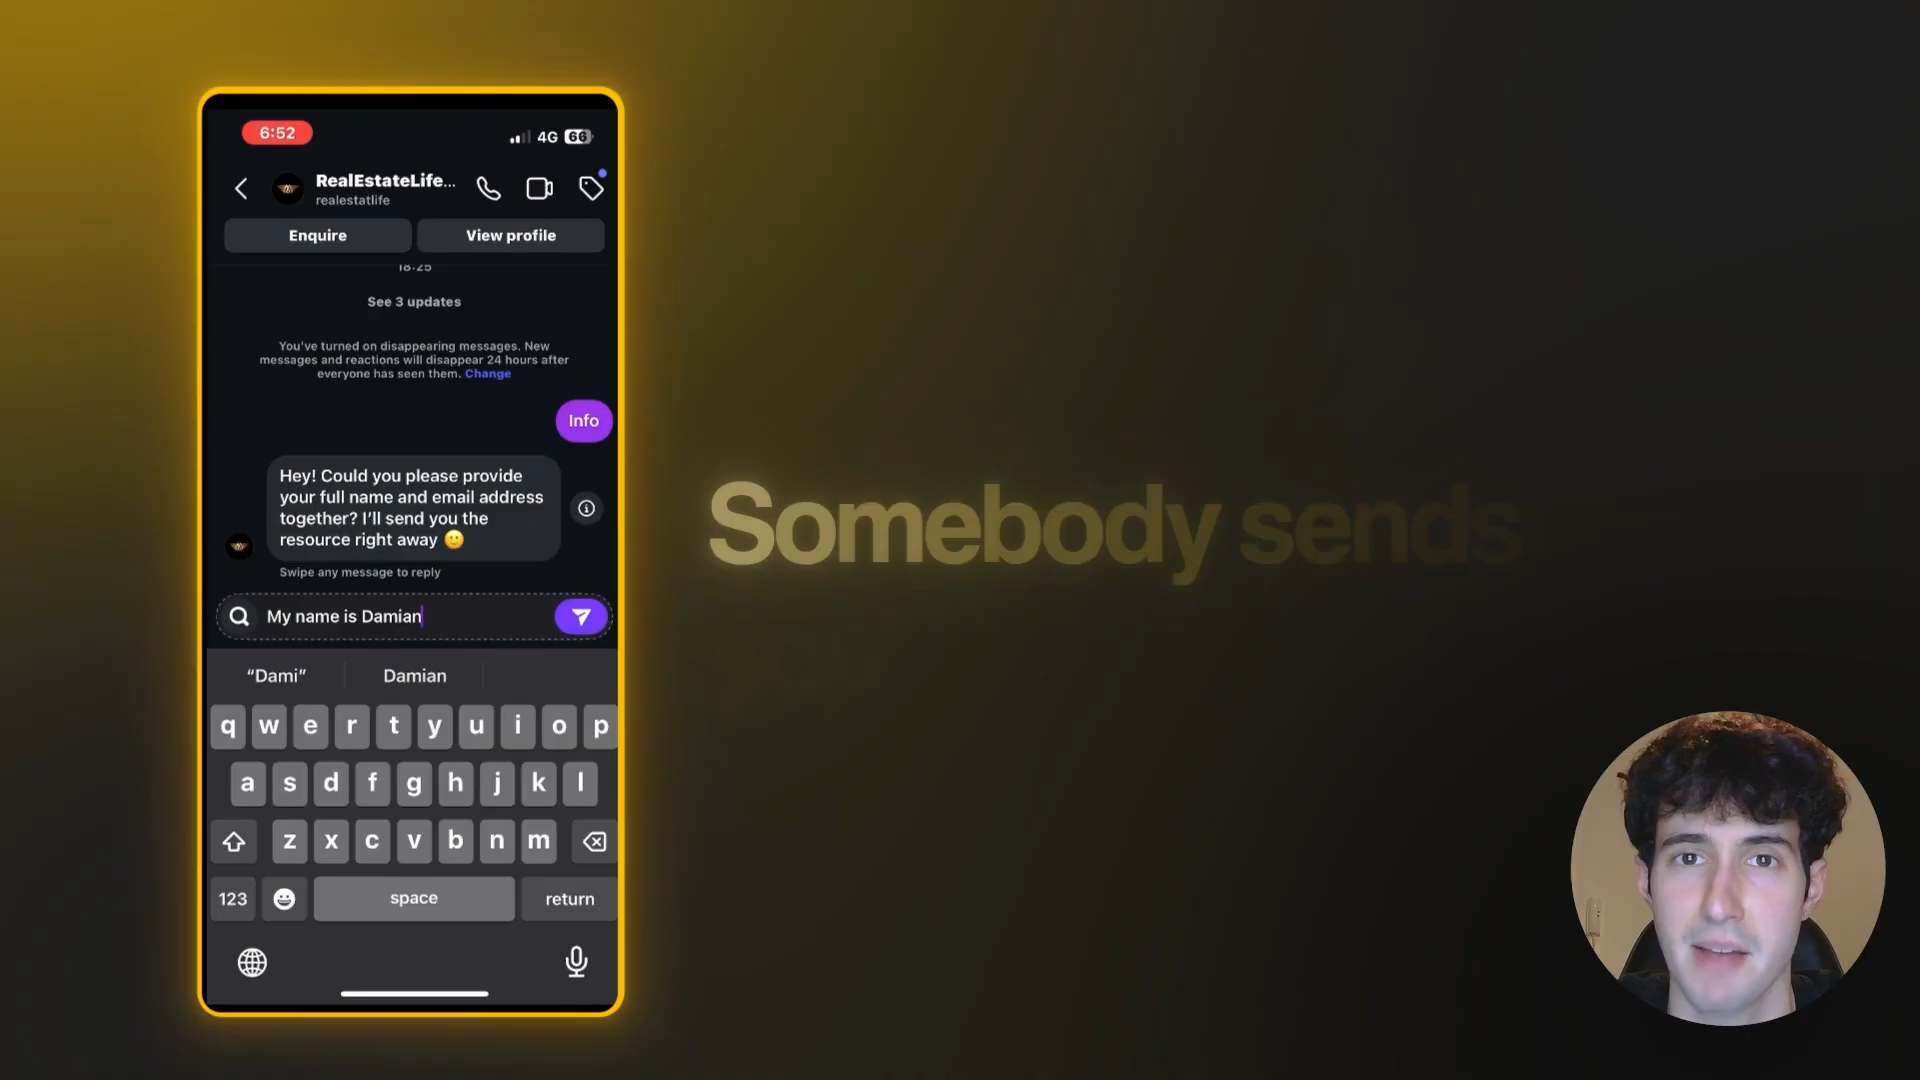 6:52
4G 66
RealEstateLife...
realestatlife
Enquire
View profile
18:25
See 3 updates
You've turned on disappearing messages. New
messages and reactions will disappear 24 hours after
everyone has seen them. Change
Info
Hey! Could you please provide
your full name and email address
together? I'll send you the
resource right away 🙂
Swipe any message to reply
My name is Damian
“Dami”
Damian
q w e r t y u i o p
a s d f g h j k l
z x c v b n m
123
space
return
Somebody sends